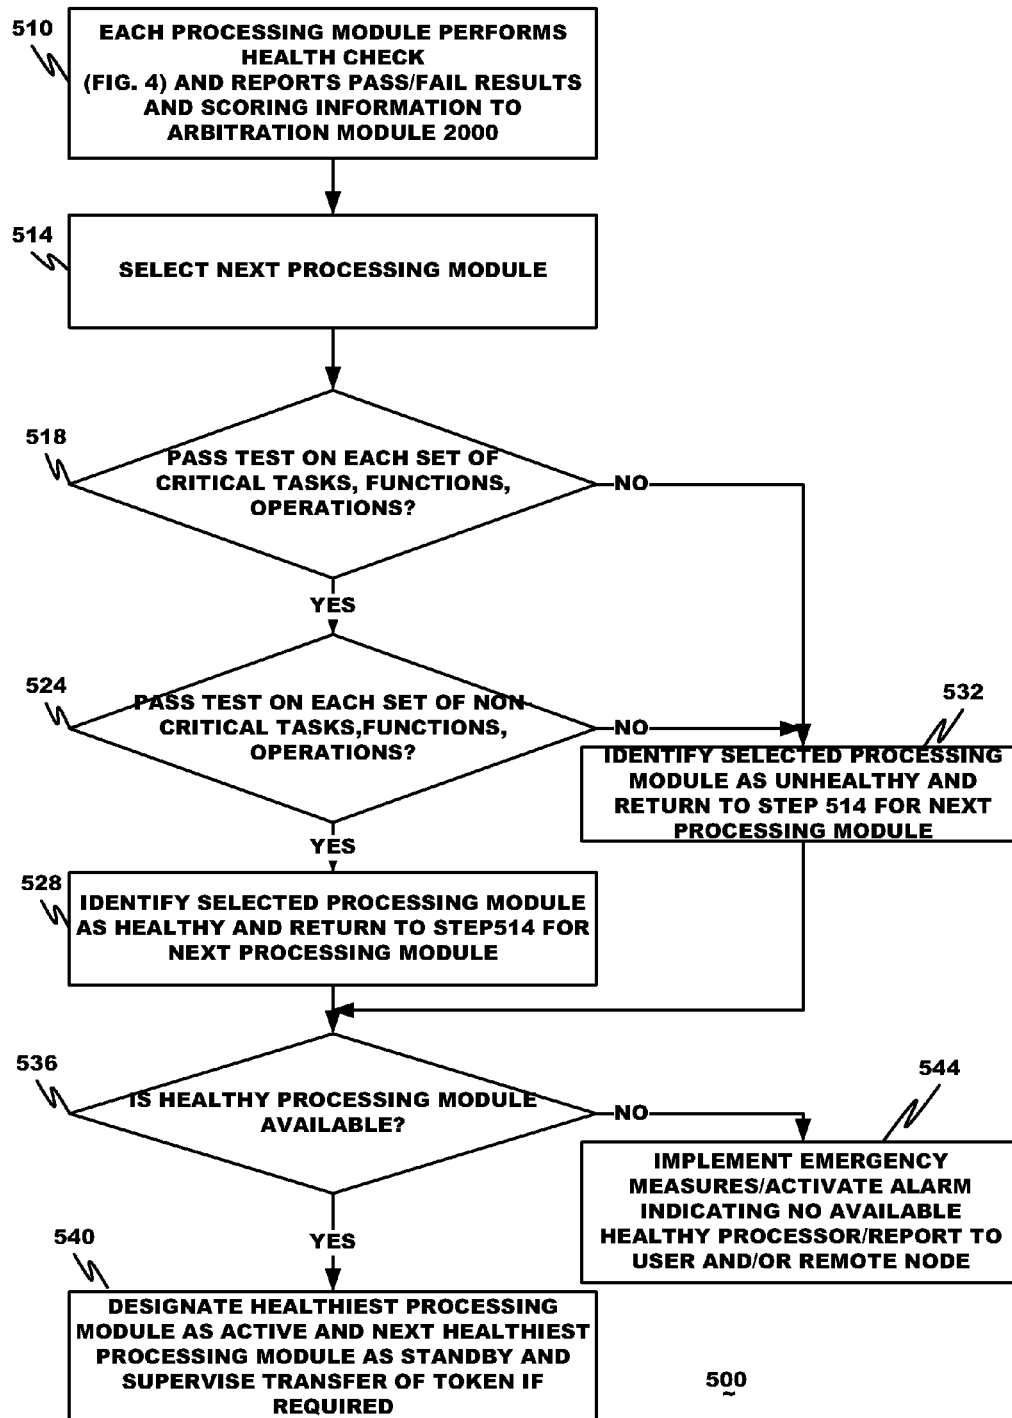 510
EACH PROCESSING MODULE PERFORMS
HEALTH CHECK
(FIG. 4) AND REPORTS PASS/FAIL RESULTS
AND SCORING INFORMATION TO
ARBITRATION MODULE 2000
514
SELECT NEXT PROCESSING MODULE
518
PASS TEST ON EACH SET OF
CRITICAL TASKS, FUNCTIONS,
OPERATIONS?
NO
YES
524
PASS TEST ON EACH SET OF NON
CRITICAL TASKS,FUNCTIONS,
OPERATIONS?
NO
532
IDENTIFY SELECTED PROCESSING
MODULE AS UNHEALTHY AND
RETURN TO STEP 514 FOR NEXT
PROCESSING MODULE
YES
528
IDENTIFY SELECTED PROCESSING MODULE
AS HEALTHY AND RETURN TO STEP514 FOR
NEXT PROCESSING MODULE
536
IS HEALTHY PROCESSING MODULE
AVAILABLE?
NO
544
IMPLEMENT EMERGENCY
MEASURES/ACTIVATE ALARM
INDICATING NO AVAILABLE
HEALTHY PROCESSOR/REPORT TO
USER AND/OR REMOTE NODE
YES
540
DESIGNATE HEALTHIEST PROCESSING
MODULE AS ACTIVE AND NEXT HEALTHIEST
PROCESSING MODULE AS STANDBY AND
SUPERVISE TRANSFER OF TOKEN IF
REQUIRED
500